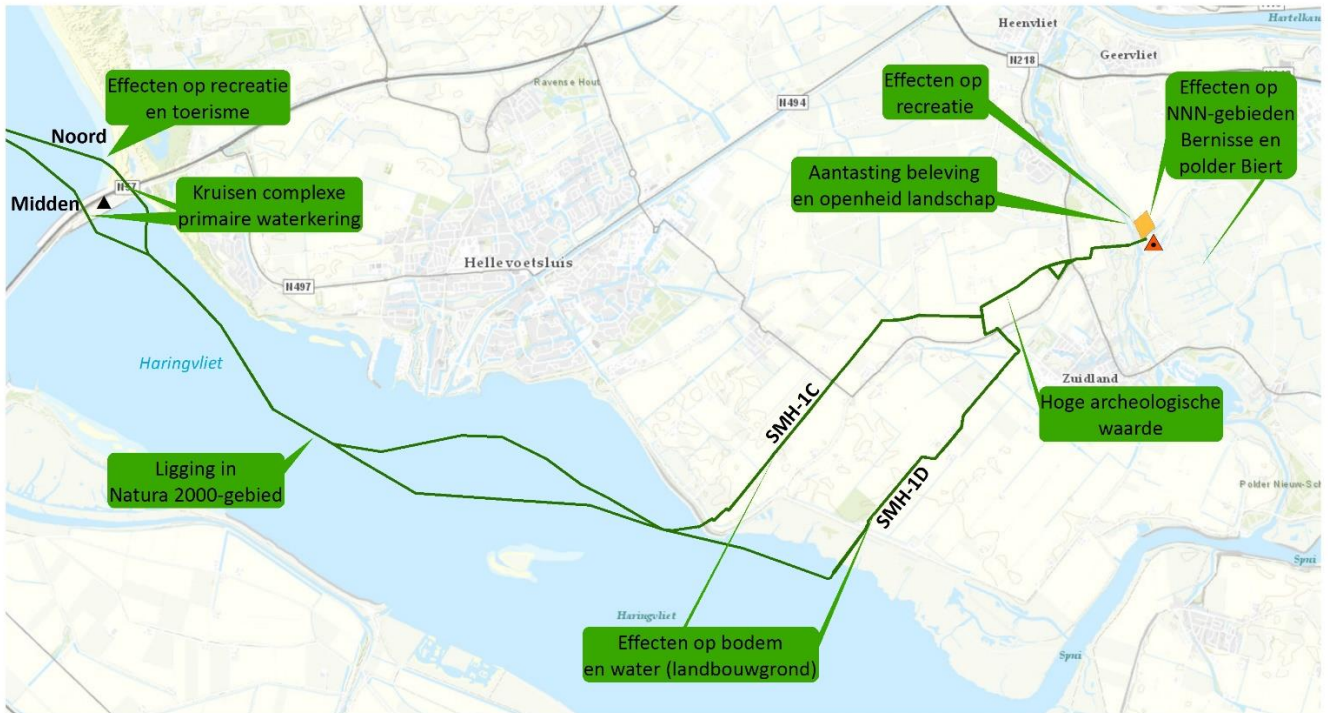 Heenvliet
Hartelkan
Geervliet
N218
Effecten op recreatie
en toerisme
Ravense Hout
N494
Effecten op
recreatie
Effecten op
NNN-gebieden
Bernisse en
polder Biert
Noord
N57
Kruisen complexe
primaire waterkering
Midden
Aantasting beleving
en openheid landschap
Hellevoetsluis
N497
Haringvliet
Zuidland
SMH-1C
Hoge archeologische
waarde
Ligging in
Natura 2000-gebied
SMH-1D
Polder Nieuw-Sch
Spui
Haringvliet
Effecten op bodem
en water (landbouwgrond)
Spui